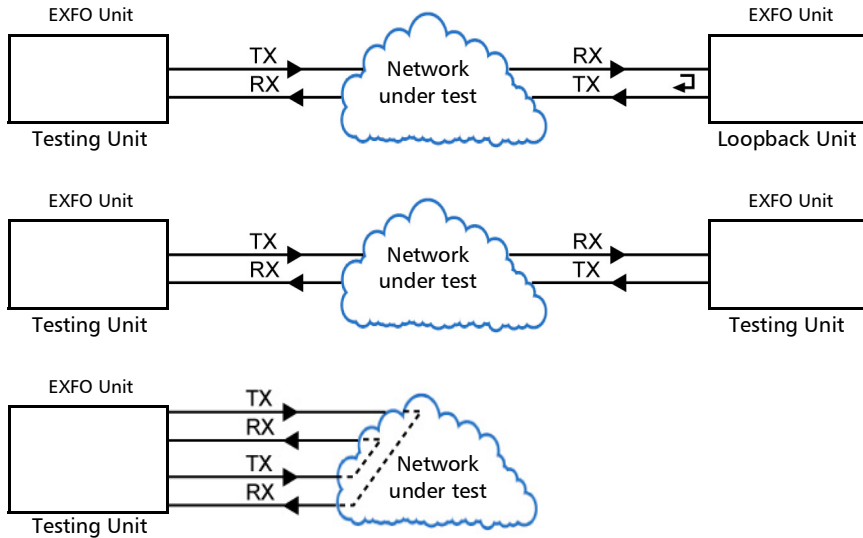 EXFO Unit
EXFO Unit
TX
RX
RX
TX
Network
under test
Testing Unit
Loopback Unit
EXFO Unit
EXFO Unit
TX
RX
RX
TX
Network
under test
Testing Unit
Testing Unit
EXFO Unit
TX
RX
TX
RX
Network
under test
Testing Unit